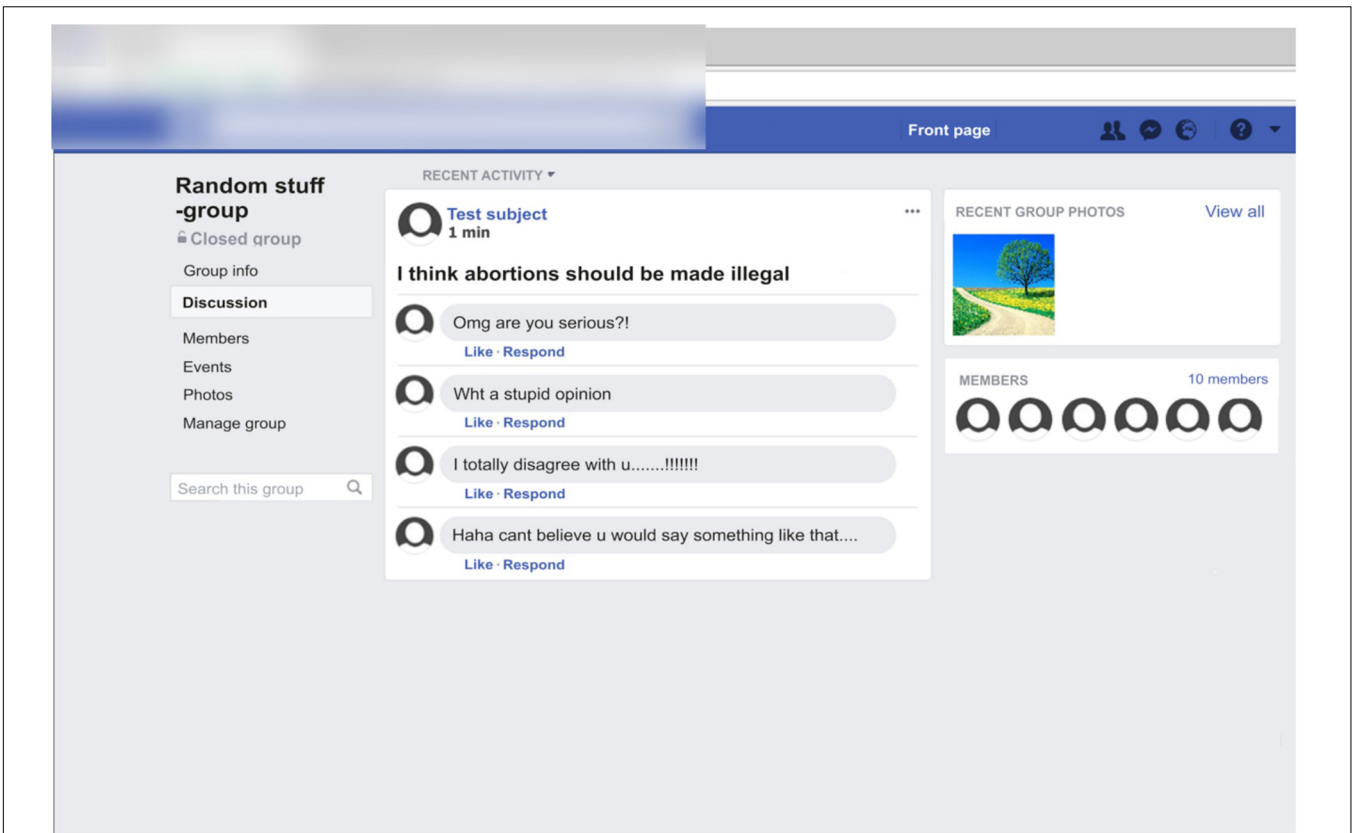 Front page
Random stuff
-group
Closed group
Group info
Discussion
Members
Events
Photos
Manage group
Search this group
RECENT ACTIVITY
Test subject
1 min
I think abortions should be made illegal
Omg are you serious?!
Like · Respond
Wht a stupid opinion
Like · Respond
I totally disagree with u.......!!!!!!!
Like · Respond
Haha cant believe u would say something like that....
Like · Respond
RECENT GROUP PHOTOS View all
MEMBERS 10 members